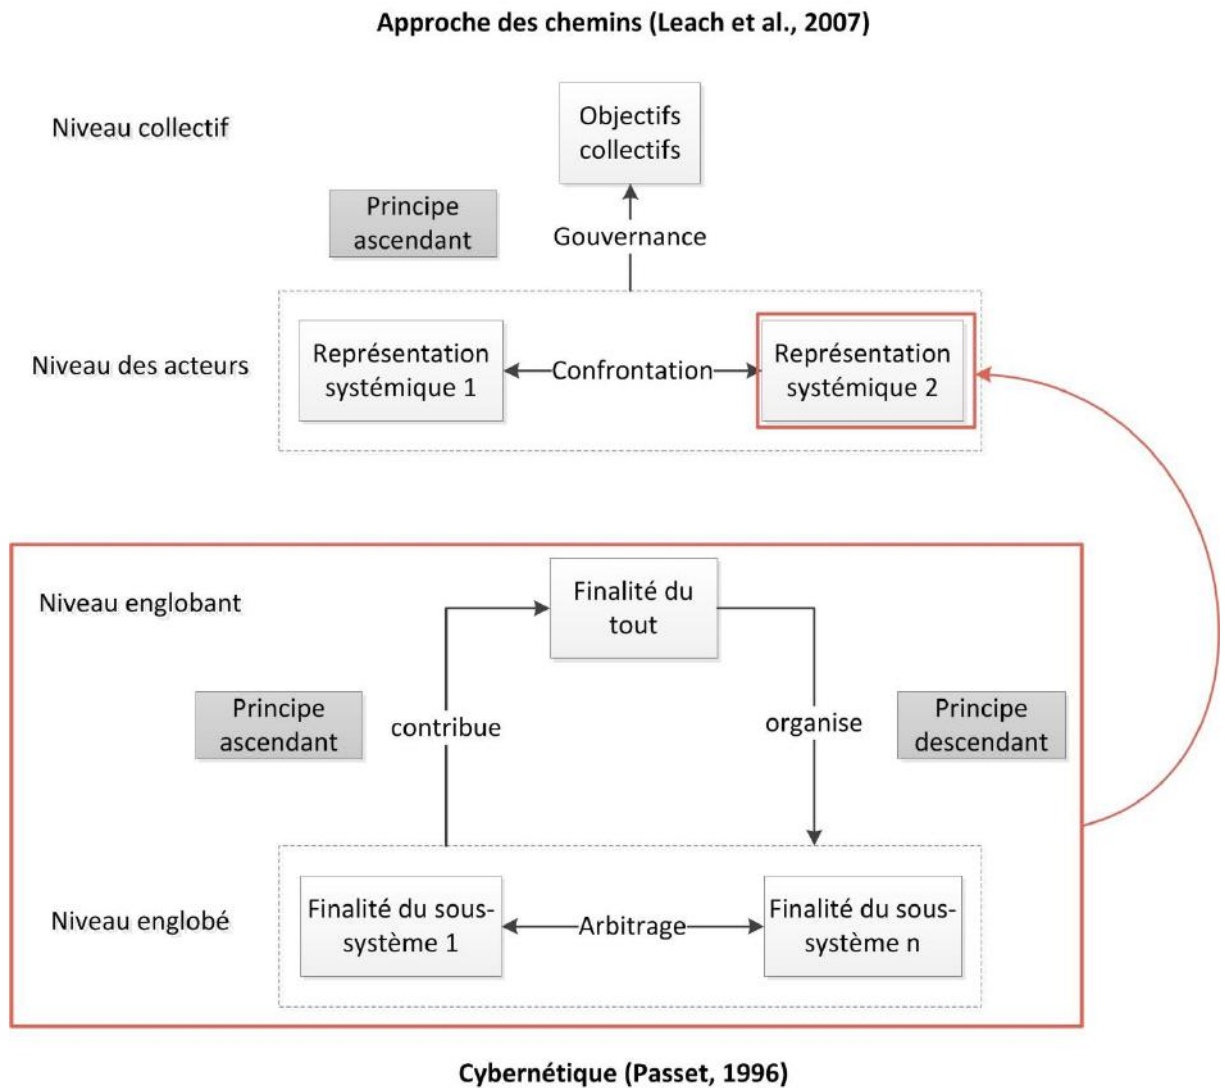 Approche des chemins (Leach et al., 2007)
Niveau collectif
Objectifs
collectifs
Principe
ascendant
Gouvernance
Niveau des acteurs
Représentation
systémique 1
Confrontation
Représentation
systémique 2
Niveau englobant
Finalité du
tout
Principe
ascendant
contribue
organise
Principe
descendant
Niveau englobé
Finalité du sous-
système 1
Arbitrage
Finalité du sous-
système n
Cybernétique (Passet, 1996)